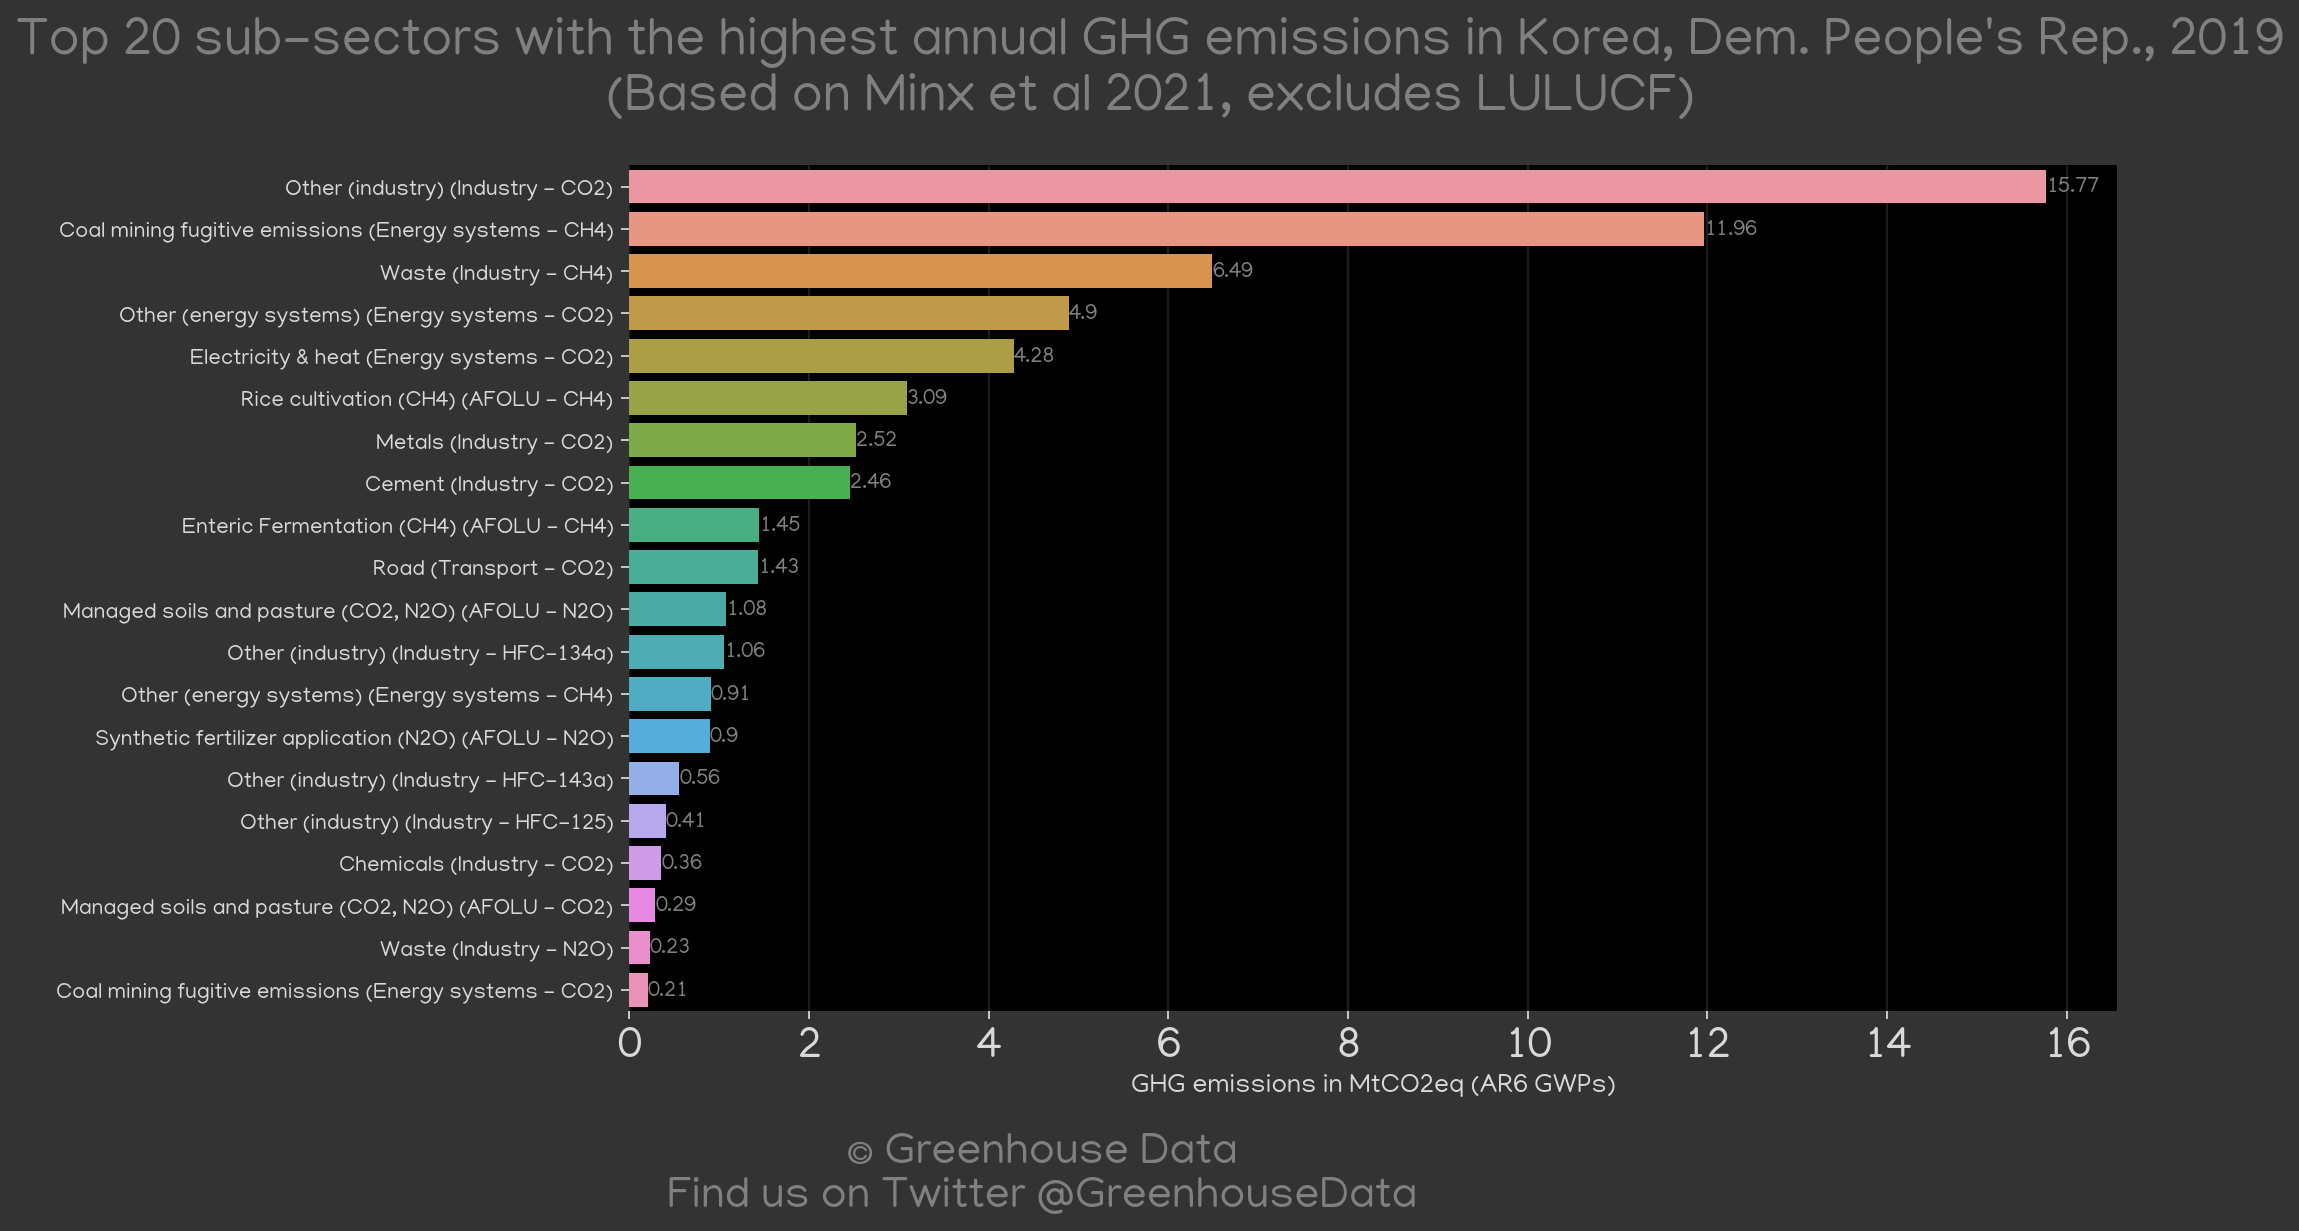 Top 20 sub-sectors with the highest annual GHG emissions in Korea, Dem. People's Rep., 2019
(Based on Minx et al 2021, excludes LULUCF)
Other (industry) (Industry - CO2) 15.77
Coal mining fugitive emissions (Energy systems - CH4) 11.96
Waste (Industry - CH4) 6.49
Other (energy systems) (Energy systems - CO2) 4.9
Electricity & heat (Energy systems - CO2) 4.28
Rice cultivation (CH4) (AFOLU - CH4) 3.09
Metals (Industry - CO2) 2.52
Cement (Industry - CO2) 2.46
Enteric Fermentation (CH4) (AFOLU - CH4) 1.45
Road (Transport - CO2) 1.43
Managed soils and pasture (CO2, N2O) (AFOLU - N2O) 1.08
Other (industry) (Industry - HFC-134a) 1.06
Other (energy systems) (Energy systems - CH4) 0.91
Synthetic fertilizer application (N2O) (AFOLU - N2O) 0.9
Other (industry) (Industry - HFC-143a) 0.56
Other (industry) (Industry - HFC-125) 0.41
Chemicals (Industry - CO2) 0.36
Managed soils and pasture (CO2, N2O) (AFOLU - CO2) 0.29
Waste (Industry - N2O) 0.23
Coal mining fugitive emissions (Energy systems - CO2) 0.21
0 2 4 6 8 10 12 14 16
GHG emissions in MtCO2eq (AR6 GWPs)
© Greenhouse Data
Find us on Twitter @GreenhouseData